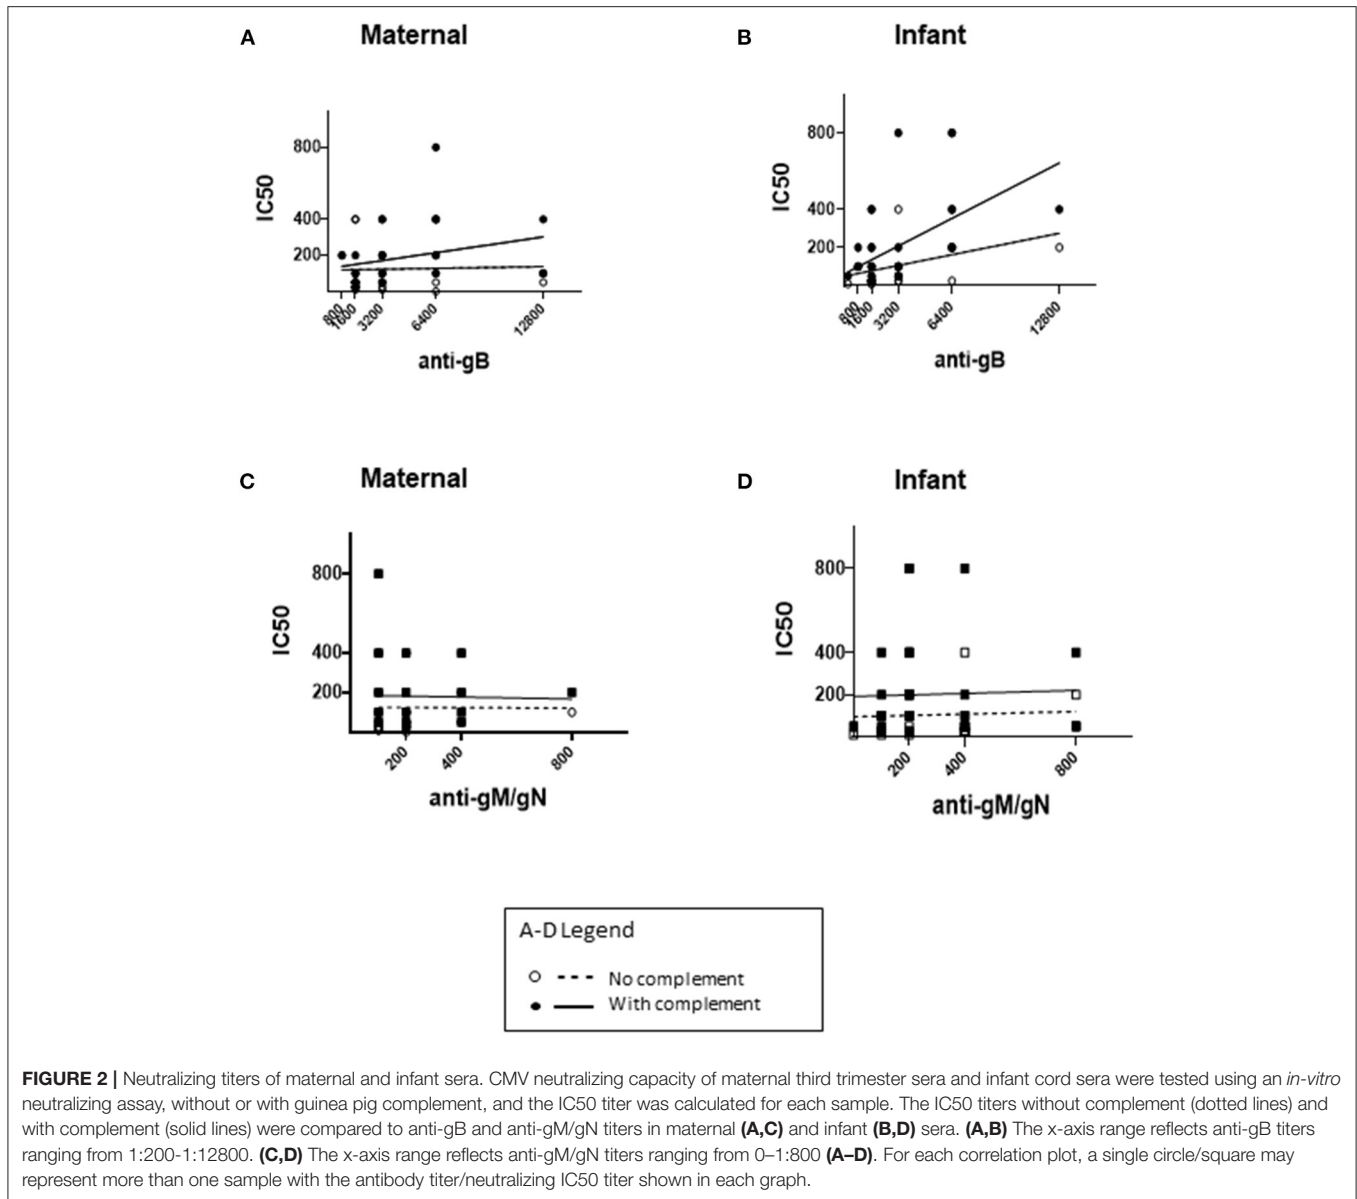 A Maternal
B Infant
IC50
800
400
200
800
1600
3200
6400
12800
anti-gB
IC50
800
400
200
800
1600
3200
6400
12800
anti-gB
C Maternal
D Infant
IC50
800
400
200
200
400
800
anti-gM/gN
IC50
800
400
200
200
400
800
anti-gM/gN
A-D Legend
No complement
With complement
FIGURE 2 | Neutralizing titers of maternal and infant sera. CMV neutralizing capacity of maternal third trimester sera and infant cord sera were tested using an in-vitro
neutralizing assay, without or with guinea pig complement, and the IC50 titer was calculated for each sample. The IC50 titers without complement (dotted lines) and
with complement (solid lines) were compared to anti-gB and anti-gM/gN titers in maternal (A,C) and infant (B,D) sera. (A,B) The x-axis range reflects anti-gB titers
ranging from 1:200-1:12800. (C,D) The x-axis range reflects anti-gM/gN titers ranging from 0–1:800 (A–D). For each correlation plot, a single circle/square may
represent more than one sample with the antibody titer/neutralizing IC50 titer shown in each graph.